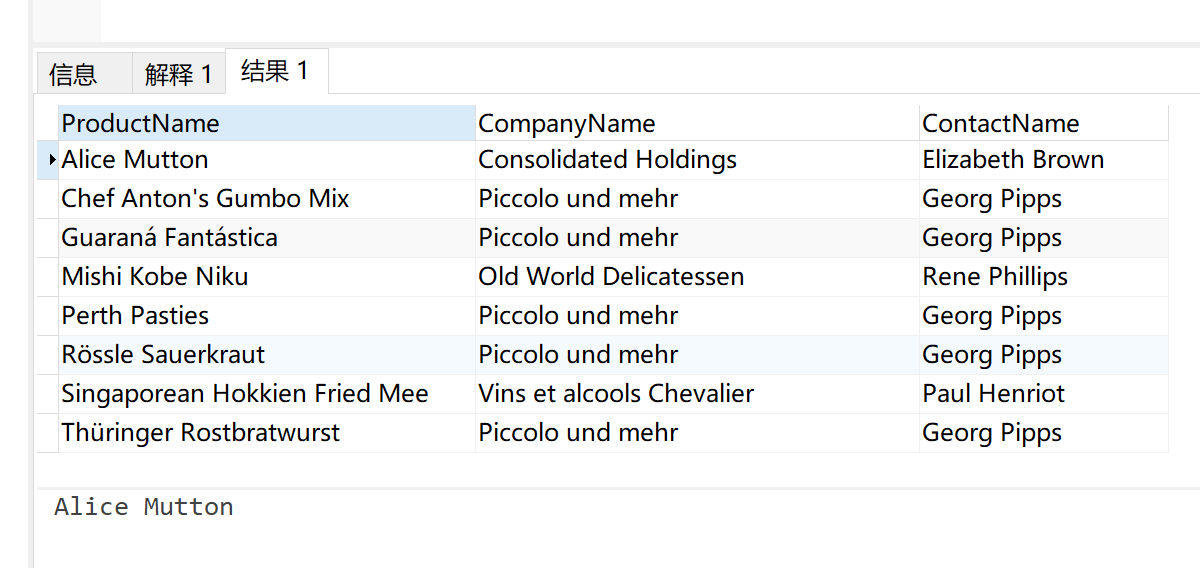 信息 解释 1 结果 1
ProductName CompanyName ContactName
Alice Mutton Consolidated Holdings Elizabeth Brown
Chef Anton's Gumbo Mix Piccolo und mehr Georg Pipps
Guaraná Fantástica Piccolo und mehr Georg Pipps
Mishi Kobe Niku Old World Delicatessen Rene Phillips
Perth Pasties Piccolo und mehr Georg Pipps
Rössle Sauerkraut Piccolo und mehr Georg Pipps
Singaporean Hokkien Fried Mee Vins et alcools Chevalier Paul Henriot
Thüringer Rostbratwurst Piccolo und mehr Georg Pipps
Alice Mutton